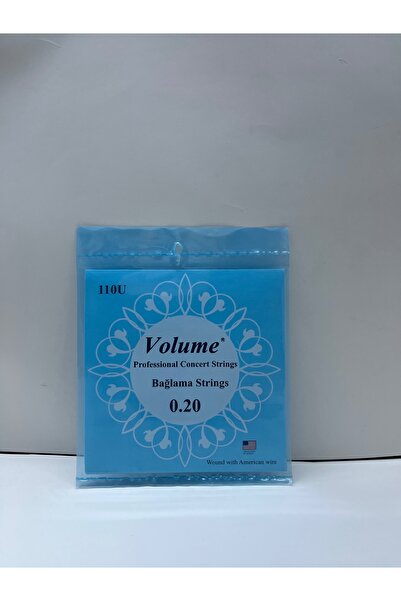 110U
Volume*
Professional Concert Strings
Bağlama Strings
0.20
Wound with American wire